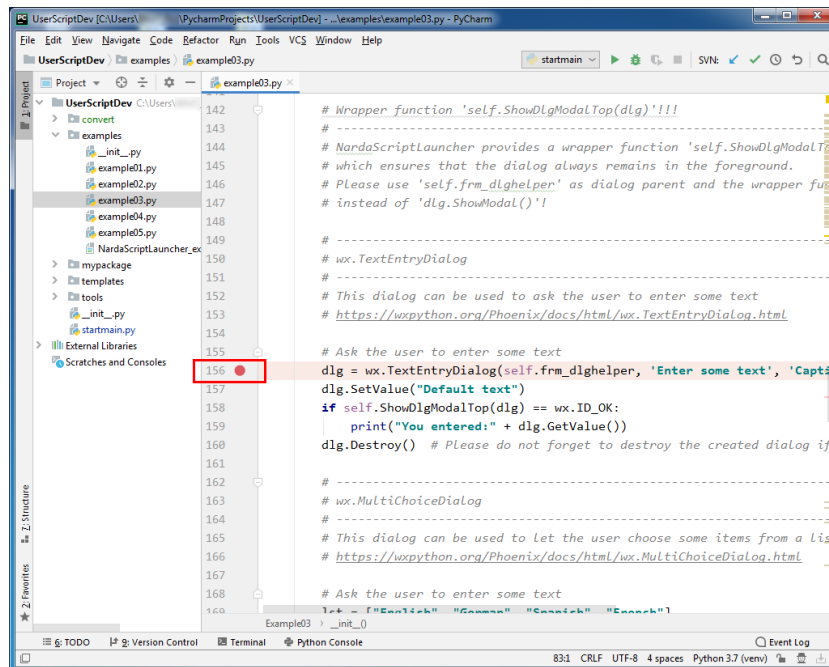 UserScriptDev [C:\Users\ \PycharmProjects\UserScriptDev] - ...\examples\example03.py - PyCharm
File Edit View Navigate Code Refactor Run Tools VCS Window Help
UserScriptDev examples example03.py startmain SVN:
Project example03.py
1: Project
UserScriptDev C:\Users\
convert
examples
__init__.py
example01.py
example02.py
example03.py
example04.py
example05.py
NardaScriptLauncher_ex
mypackage
templates
tools
__init__.py
startmain.py
External Libraries
Scratches and Consoles
Z: Structure
2: Favorites
142 # Wrapper function 'self.ShowDlgModalTop(dlg)'!!!
143 # ----------------------------------------------------------------
144 # NardaScriptLauncher provides a wrapper function 'self.ShowDlgModalT
145 # which ensures that the dialog always remains in the foreground.
146 # Please use 'self.frm_dlghelper' as dialog parent and the wrapper fu
147 # instead of 'dlg.ShowModal()'!
148
149 # ----------------------------------------------------------------
150 # wx.TextEntryDialog
151 # ----------------------------------------------------------------
152 # This dialog can be used to ask the user to enter some text
153 # https://wxpython.org/Phoenix/docs/html/wx.TextEntryDialog.html
154
155 # Ask the user to enter some text
156 dlg = wx.TextEntryDialog(self.frm_dlghelper, 'Enter some text', 'Capti
157 dlg.SetValue("Default text")
158 if self.ShowDlgModalTop(dlg) == wx.ID_OK:
159 print("You entered:" + dlg.GetValue())
160 dlg.Destroy() # Please do not forget to destroy the created dialog if
161
162 # ----------------------------------------------------------------
163 # wx.MultiChoiceDialog
164 # ----------------------------------------------------------------
165 # This dialog can be used to let the user choose some items from a lis
166 # https://wxpython.org/Phoenix/docs/html/wx.MultiChoiceDialog.html
167
168 # Ask the user to enter some text
169 lst = ["English", "German", "Spanish", "French"]
Example03 › __init__()
6: TODO 9: Version Control Terminal Python Console Event Log
83:1 CRLF UTF-8 4 spaces Python 3.7 (venv)